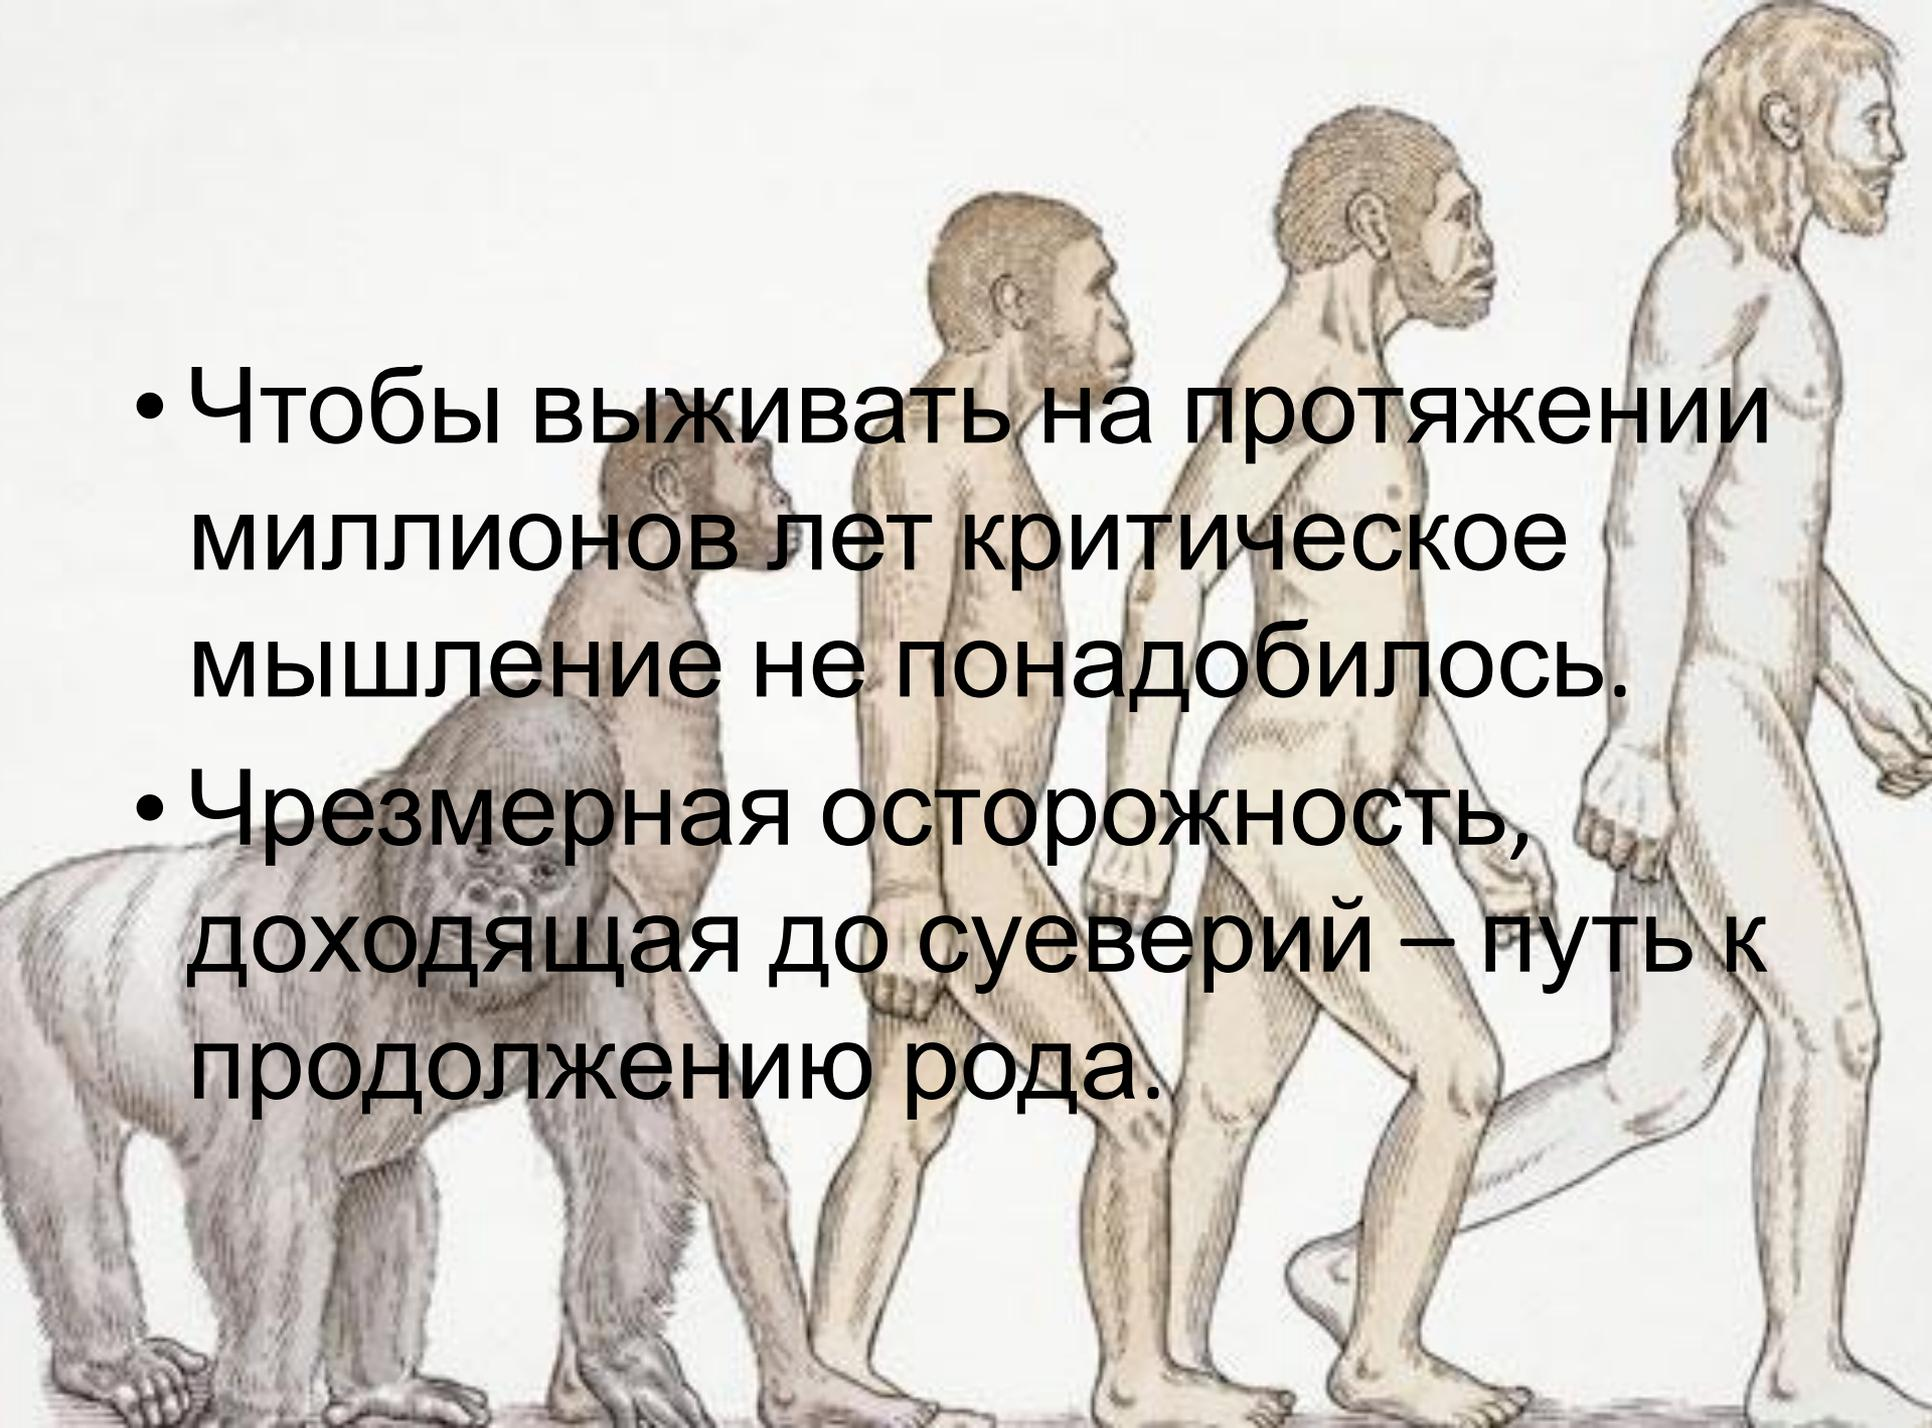 • Чтобы выживать на протяжении
миллионов лет критическое
мышление не понадобилось.
• Чрезмерная осторожность,
доходящая до суеверий – путь к
продолжению рода.